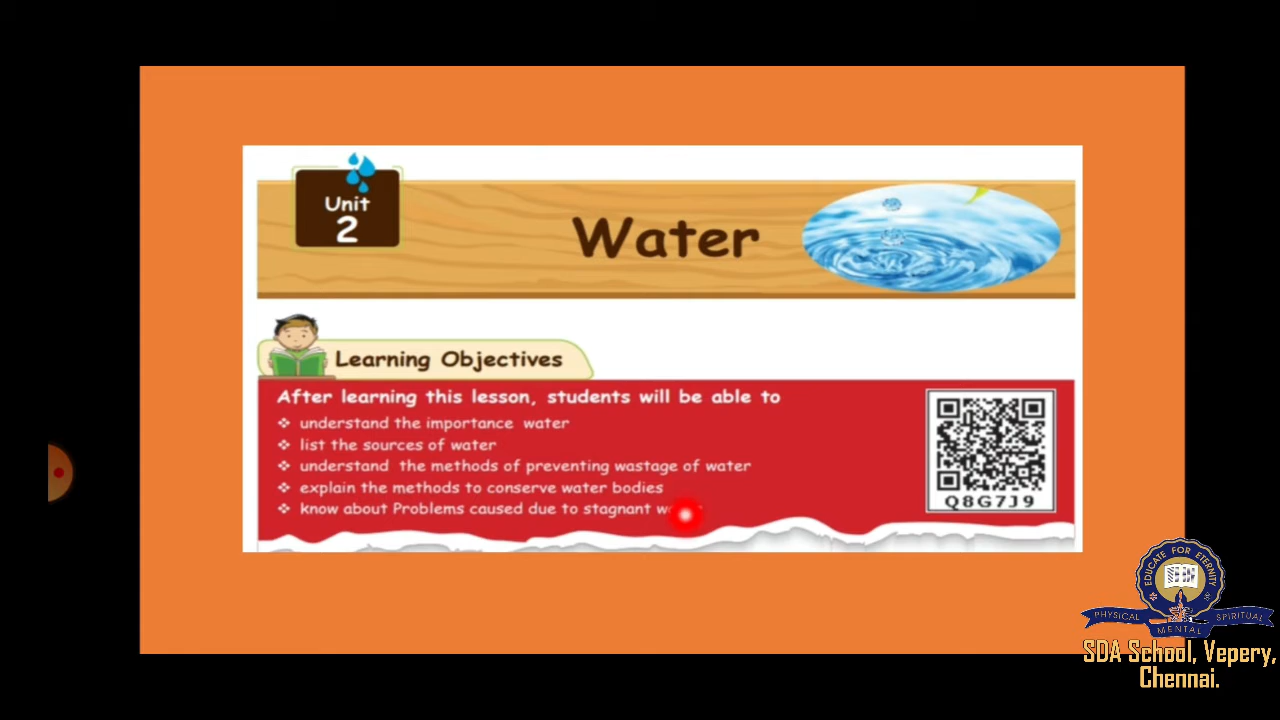 Unit
2
Water
Learning Objectives
After learning this lesson, students will be able to
❖ understand the importance water
❖ list the sources of water
❖ understand the methods of preventing wastage of water
❖ explain the methods to conserve water bodies
❖ know about Problems caused due to stagnant
Q8G7J9
EDUCATE FOR ETERNITY
PHYSICAL MENTAL SPIRITUAL
SDA School, Vepery,
Chennai.